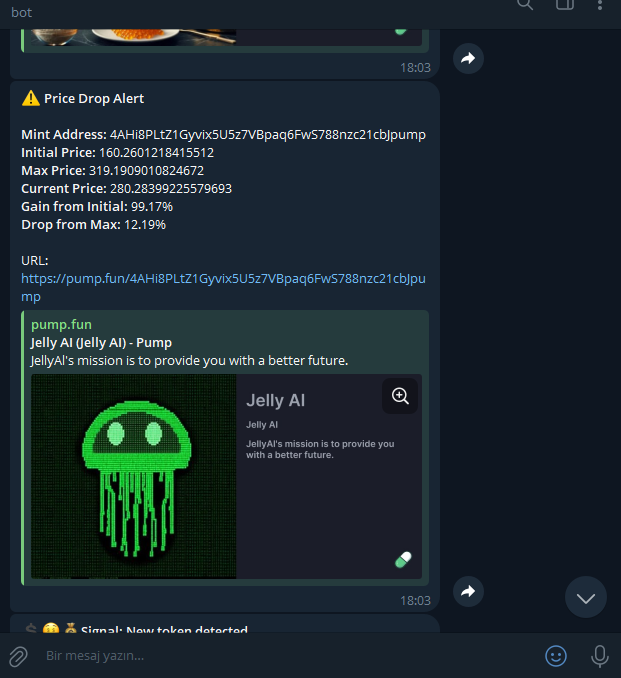 bot
18:03
⚠️ Price Drop Alert
Mint Address: 4AHi8PLtZ1Gyvix5U5z7VBpaq6FwS788nzc21cbJpump
Initial Price: 160.2601218415512
Max Price: 319.1909010824672
Current Price: 280.28399225579693
Gain from Initial: 99.17%
Drop from Max: 12.19%
URL:
https://pump.fun/4AHi8PLtZ1Gyvix5U5z7VBpaq6FwS788nzc21cbJpu
mp
pump.fun
Jelly AI (Jelly AI) - Pump
JellyAI's mission is to provide you with a better future.
Jelly AI
Jelly AI
JellyAI's mission is to provide you
with a better future.
18:03
Signal: New token detected
Bir mesaj yazın...